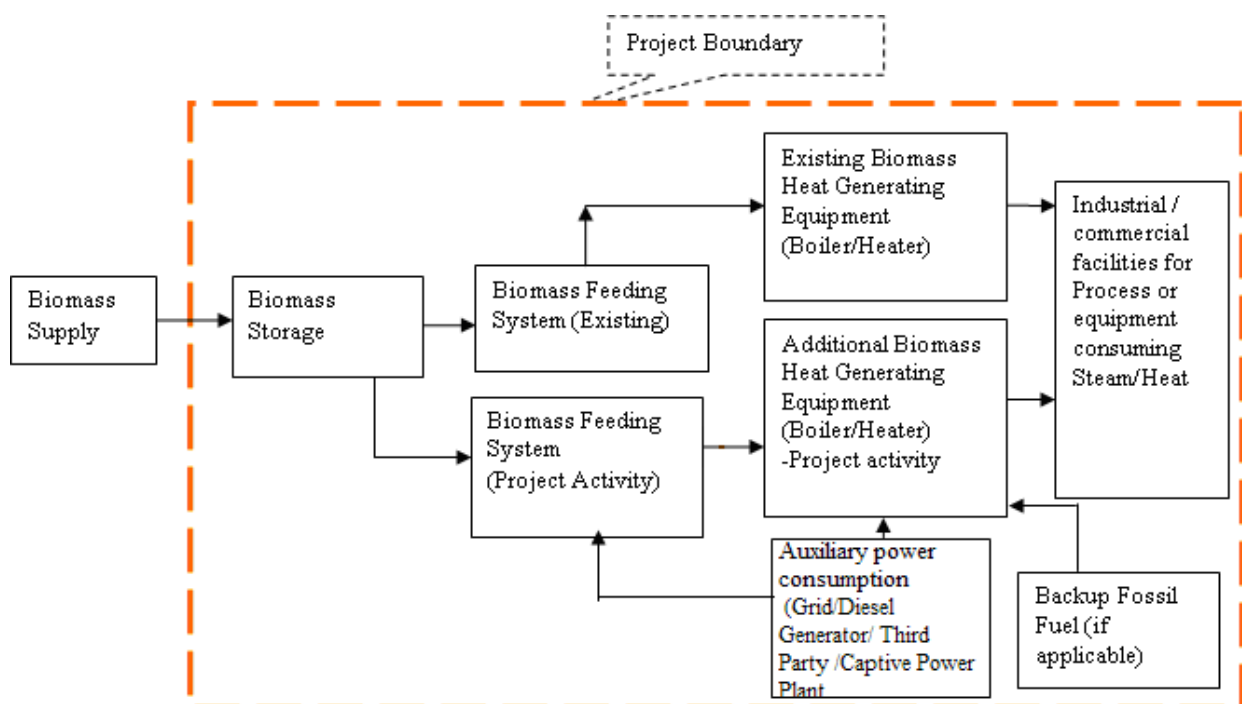 Project Boundary
Existing Biomass
Heat Generating
Equipment
(Boiler/Heater)
Industrial /
commercial
facilities for
Process or
equipment
consuming
Steam/Heat
Biomass
Supply
Biomass
Storage
Biomass Feeding
System (Existing)
Additional Biomass
Heat Generating
Equipment
(Boiler/Heater)
-Project activity
Biomass Feeding
System
(Project Activity)
Auxiliary power
consumption
(Grid/Diesel
Generator/ Third
Party /Captive Power
Plant
Backup Fossil
Fuel (if
applicable)